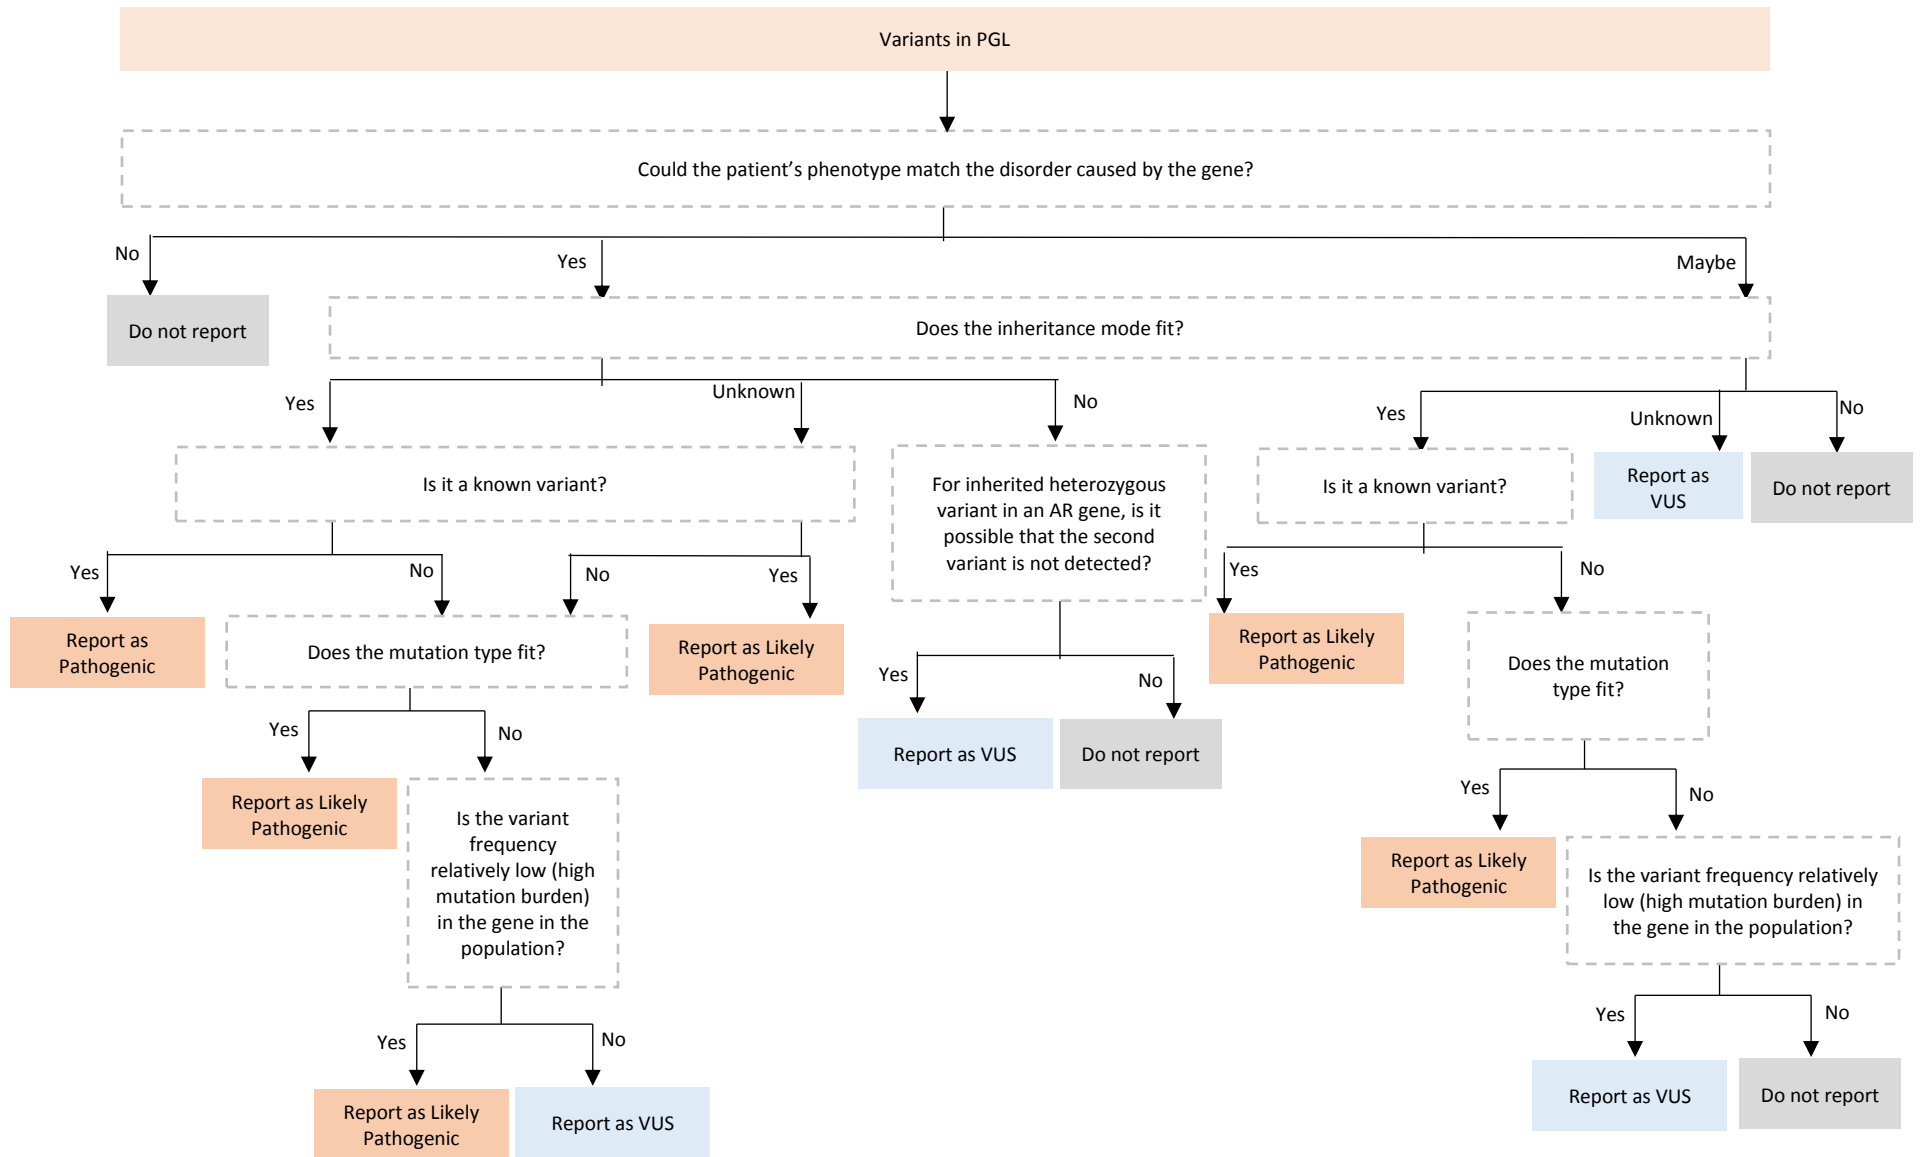 Variants in PGL
Could the patient’s phenotype match the disorder caused by the gene?
No
Yes
Maybe
Do not report
Does the inheritance mode fit?
Yes
Unknown
No
Yes
Unknown
No
Is it a known variant?
For inherited heterozygous
variant in an AR gene, is it
possible that the second
variant is not detected?
Is it a known variant?
Report as
VUS
Do not report
Yes
No
No
Yes
Yes
No
Report as
Pathogenic
Does the mutation type fit?
Report as Likely
Pathogenic
Yes
No
Report as Likely
Pathogenic
Does the mutation
type fit?
Yes
No
Report as VUS
Do not report
Yes
No
Report as Likely
Pathogenic
Is the variant
frequency
relatively low (high
mutation burden)
in the gene in the
population?
Report as Likely
Pathogenic
Is the variant frequency relatively
low (high mutation burden) in
the gene in the population?
Yes
No
Yes
No
Report as Likely
Pathogenic
Report as VUS
Report as VUS
Do not report